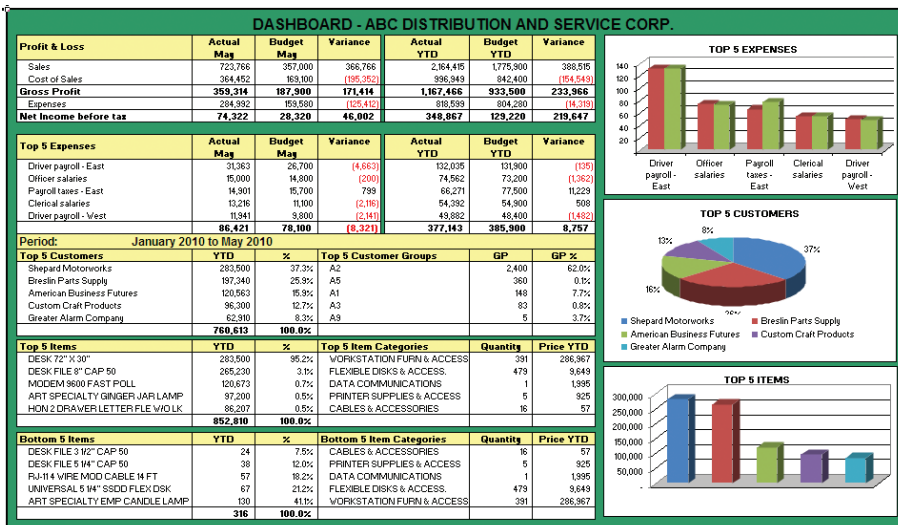 DASHBOARD - ABC DISTRIBUTION AND SERVICE CORP.
Profit & Loss Actual May Budget May Variance Actual YTD Budget YTD Variance
Sales 723,766 357,000 366,766 2,164,415 1,775,900 388,515
Cost of Sales 364,452 169,100 (195,352) 996,949 842,400 (154,549)
Gross Profit 359,314 187,900 171,414 1,167,466 933,500 233,966
Expenses 284,992 159,580 (125,412) 818,599 804,280 (14,319)
Net Income before tax 74,322 28,320 46,002 348,867 129,220 219,647
Top 5 Expenses Actual May Budget May Variance Actual YTD Budget YTD Variance
Driver payroll - East 31,363 26,700 (4,663) 132,035 131,900 (135)
Officer salaries 15,000 14,800 (200) 74,562 73,200 (1,362)
Payroll taxes - East 14,901 15,700 799 66,271 77,500 11,229
Clerical salaries 13,216 11,100 (2,116) 54,392 54,900 508
Driver payroll - West 11,941 9,800 (2,141) 49,882 48,400 (1,482)
86,421 78,100 (8,321) 377,143 385,900 8,757
Period: January 2010 to May 2010
Top 5 Customers YTD % Top 5 Customer Groups GP GP %
Shepard Motorworks 283,500 37.3% A2 2,400 62.0%
Breslin Parts Supply 197,340 25.9% A5 360 0.1%
American Business Futures 120,563 15.9% A1 148 7.7%
Custom Craft Products 96,300 12.7% A3 83 0.8%
Greater Alarm Company 62,910 8.3% A9 5 3.7%
760,613 100.0%
Top 5 Items YTD % Top 5 Item Categories Quantity Price YTD
DESK 72" X 30" 283,500 95.2% WORKSTATION FURN & ACCESS 391 286,967
DESK FILE 8" CAP 50 265,230 3.1% FLEXIBLE DISKS & ACCESS. 479 9,649
MODEM 9600 FAST POLL 120,673 0.7% DATA COMMUNICATIONS 1 1,995
ART SPECIALTY GINGER JAR LAMP 97,200 0.5% PRINTER SUPPLIES & ACCESS 5 925
HON 2 DRAWER LETTER FLE W/O LK 86,207 0.5% CABLES & ACCESSORIES 16 57
852,810 100.0%
Bottom 5 Items YTD % Bottom 5 Item Categories Quantity Price YTD
DESK FILE 3 1/2" CAP 50 24 7.5% CABLES & ACCESSORIES 16 57
DESK FILE 5 1/4" CAP 50 38 12.0% PRINTER SUPPLIES & ACCESS 5 925
RJ-114 WIRE MOD CABLE 14 FT 57 18.2% DATA COMMUNICATIONS 1 1,995
UNIVERSAL 5 1/4" SSDD FLEX DSK 67 21.2% FLEXIBLE DISKS & ACCESS. 479 9,649
ART SPECIALTY EMP CANDLE LAMP 130 41.1% WORKSTATION FURN & ACCESS 391 286,967
316 100.0%
TOP 5 EXPENSES
140
120
100
80
60
40
20
Driver Officer Payroll Clerical Driver
payroll - salaries taxes - salaries payroll -
East East West
TOP 5 CUSTOMERS
8%
13% 37%
16%
Shepard Motorworks Breslin Parts Supply
American Business Futures Custom Craft Products
Greater Alarm Company
TOP 5 ITEMS
300,000
250,000
200,000
150,000
100,000
50,000
-